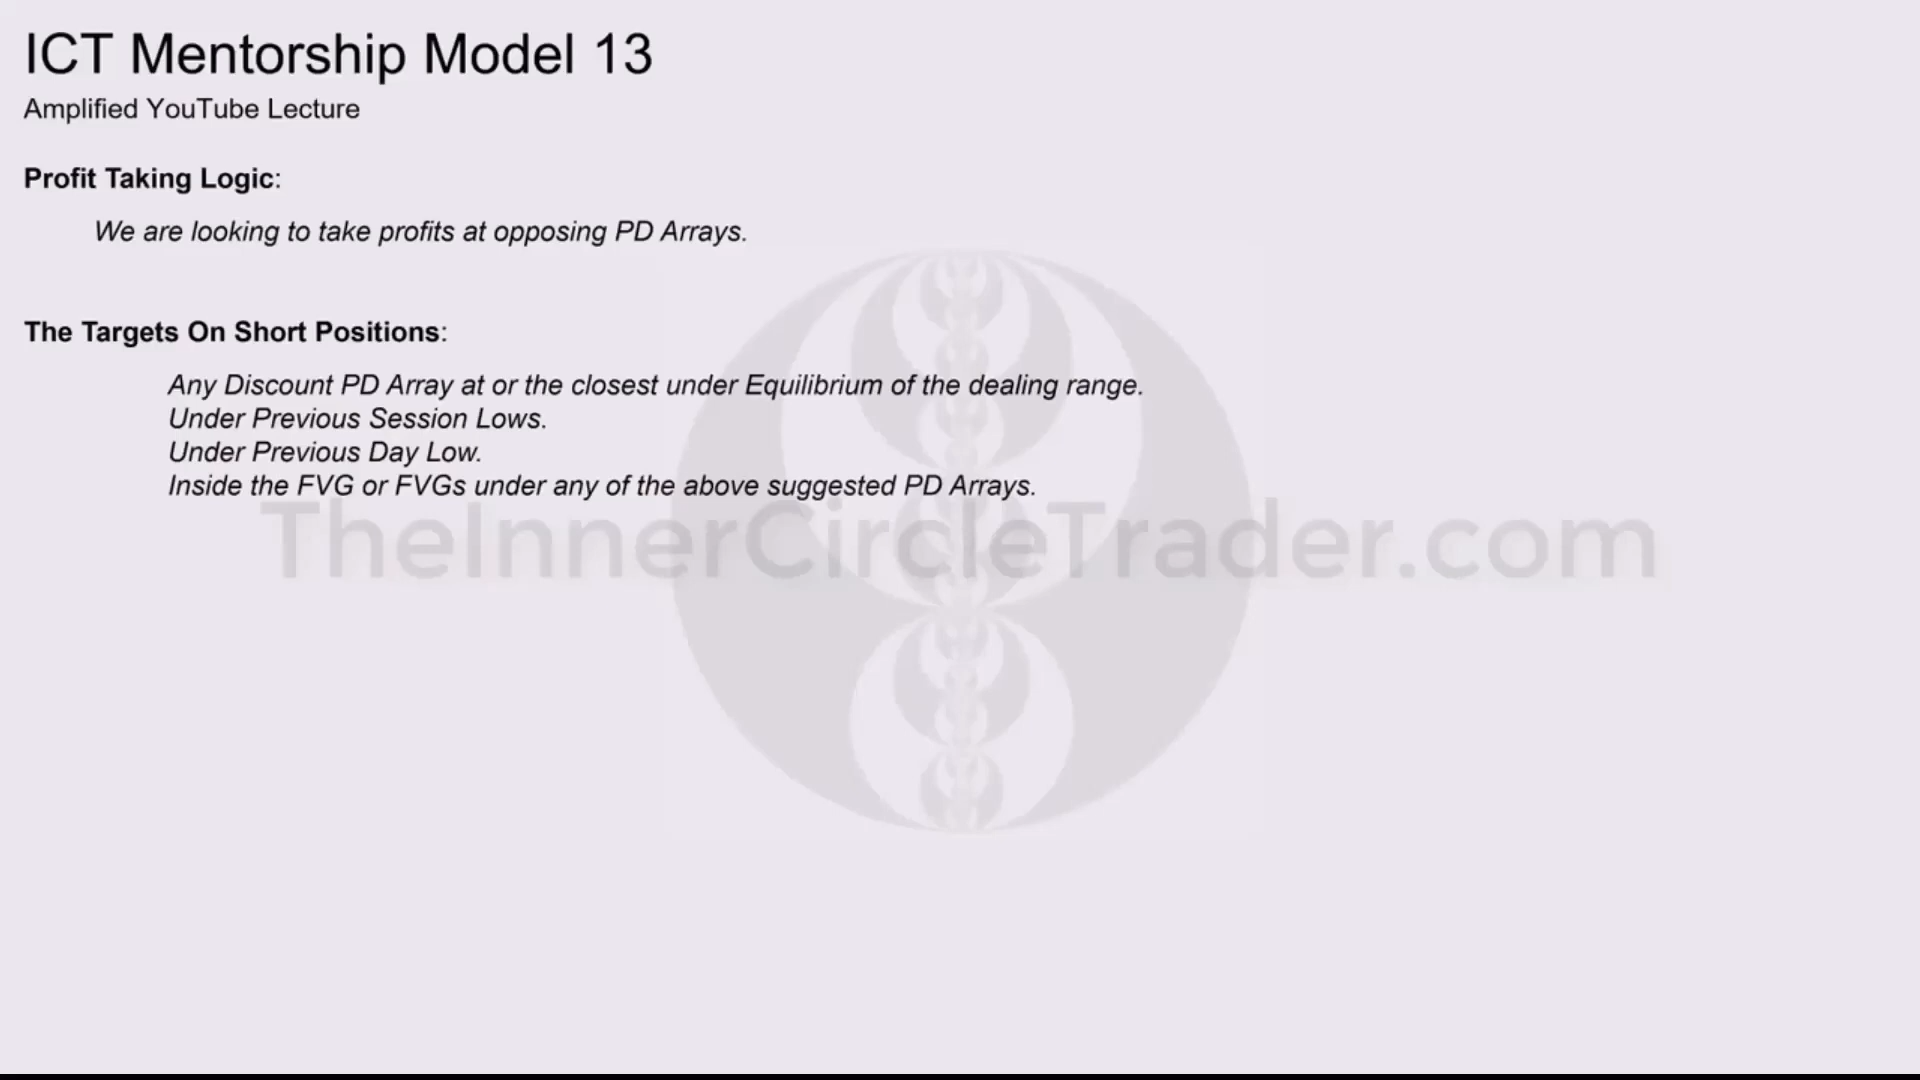 ICT Mentorship Model 13
Amplified YouTube Lecture
Profit Taking Logic:
We are looking to take profits at opposing PD Arrays.
The Targets On Short Positions:
Any Discount PD Array at or the closest under Equilibrium of the dealing range.
Under Previous Session Lows.
Under Previous Day Low.
Inside the FVG or FVGs under any of the above suggested PD Arrays.
TheInnerCircleTrader.com